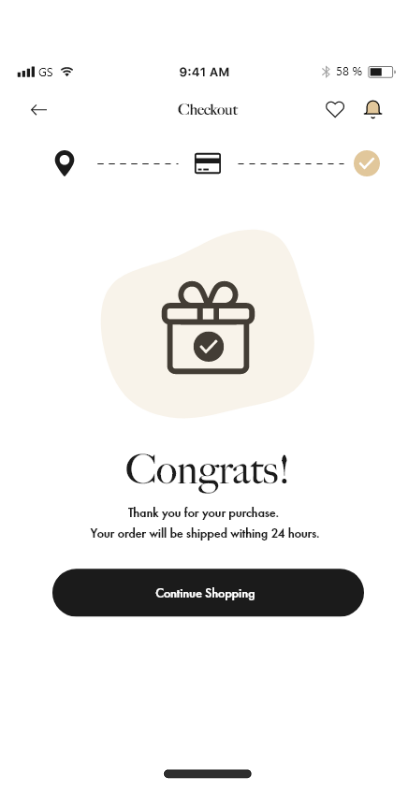 GS 9:41 AM 58 %
Checkout
Congrats!
Thank you for your purchase.
Your order will be shipped withing 24 hours.
Continue Shopping